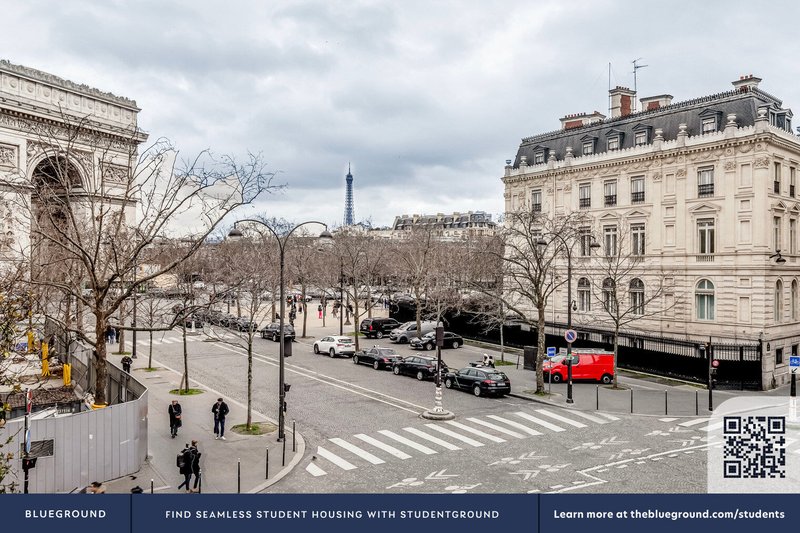 BLUEGROUND
FIND SEAMLESS STUDENT HOUSING WITH STUDENTGROUND
Learn more at theblueground.com/students